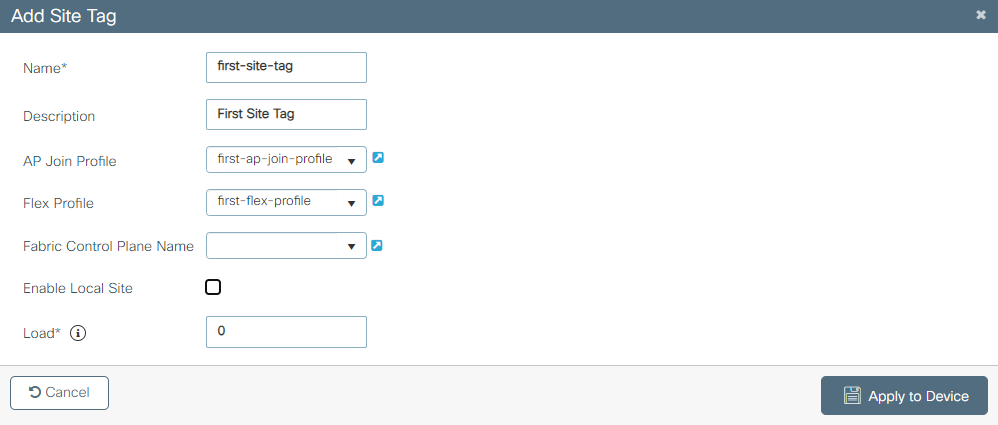 Add Site Tag
Name* first-site-tag
Description First Site Tag
AP Join Profile first-ap-join-profile
Flex Profile first-flex-profile
Fabric Control Plane Name
Enable Local Site
Load* 0
Cancel Apply to Device